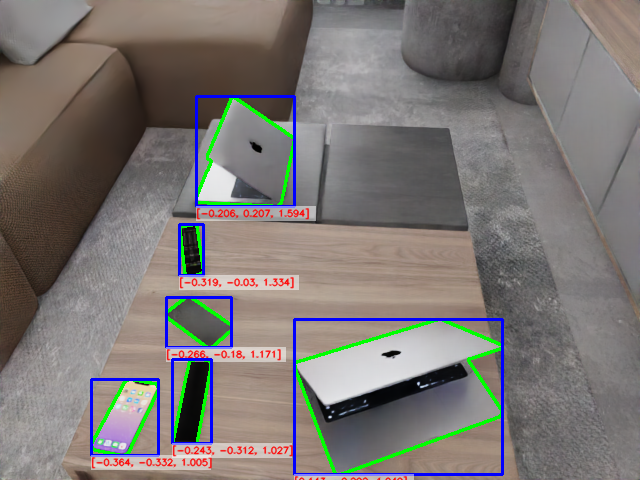 [-0.206, 0.207, 1.594]
[-0.319, -0.03, 1.334]
[-0.266, -0.18, 1.171]
[-0.243, -0.312, 1.027]
[-0.364, -0.332, 1.005]